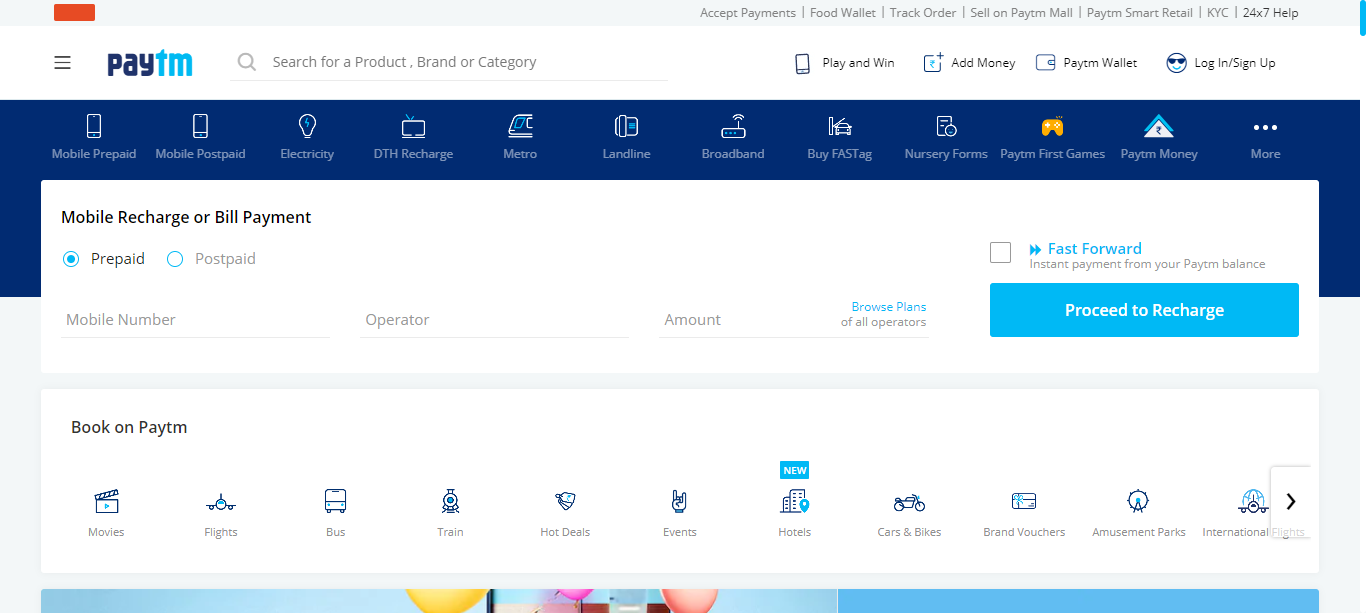 Accept Payments | Food Wallet | Track Order | Sell on Paytm Mall | Paytm Smart Retail | KYC | 24x7 Help
paytm
Search for a Product , Brand or Category
Play and Win
Add Money
Paytm Wallet
Log In/Sign Up
Mobile Prepaid
Mobile Postpaid
Electricity
DTH Recharge
Metro
Landline
Broadband
Buy FASTag
Nursery Forms
Paytm First Games
Paytm Money
More
Mobile Recharge or Bill Payment
Prepaid
Postpaid
Fast Forward
Instant payment from your Paytm balance
Mobile Number
Operator
Amount
Browse Plans
of all operators
Proceed to Recharge
Book on Paytm
NEW
Movies
Flights
Bus
Train
Hot Deals
Events
Hotels
Cars & Bikes
Brand Vouchers
Amusement Parks
International Flights